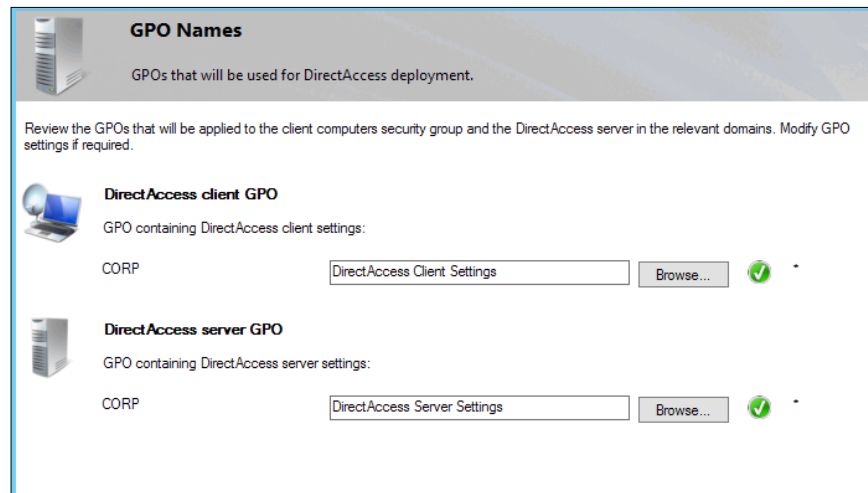 GPO Names
GPOs that will be used for DirectAccess deployment.
Review the GPOs that will be applied to the client computers security group and the DirectAccess server in the relevant domains. Modify GPO
settings if required.
DirectAccess client GPO
GPO containing DirectAccess client settings:
CORP DirectAccess Client Settings Browse... *
DirectAccess server GPO
GPO containing DirectAccess server settings:
CORP DirectAccess Server Settings Browse... *